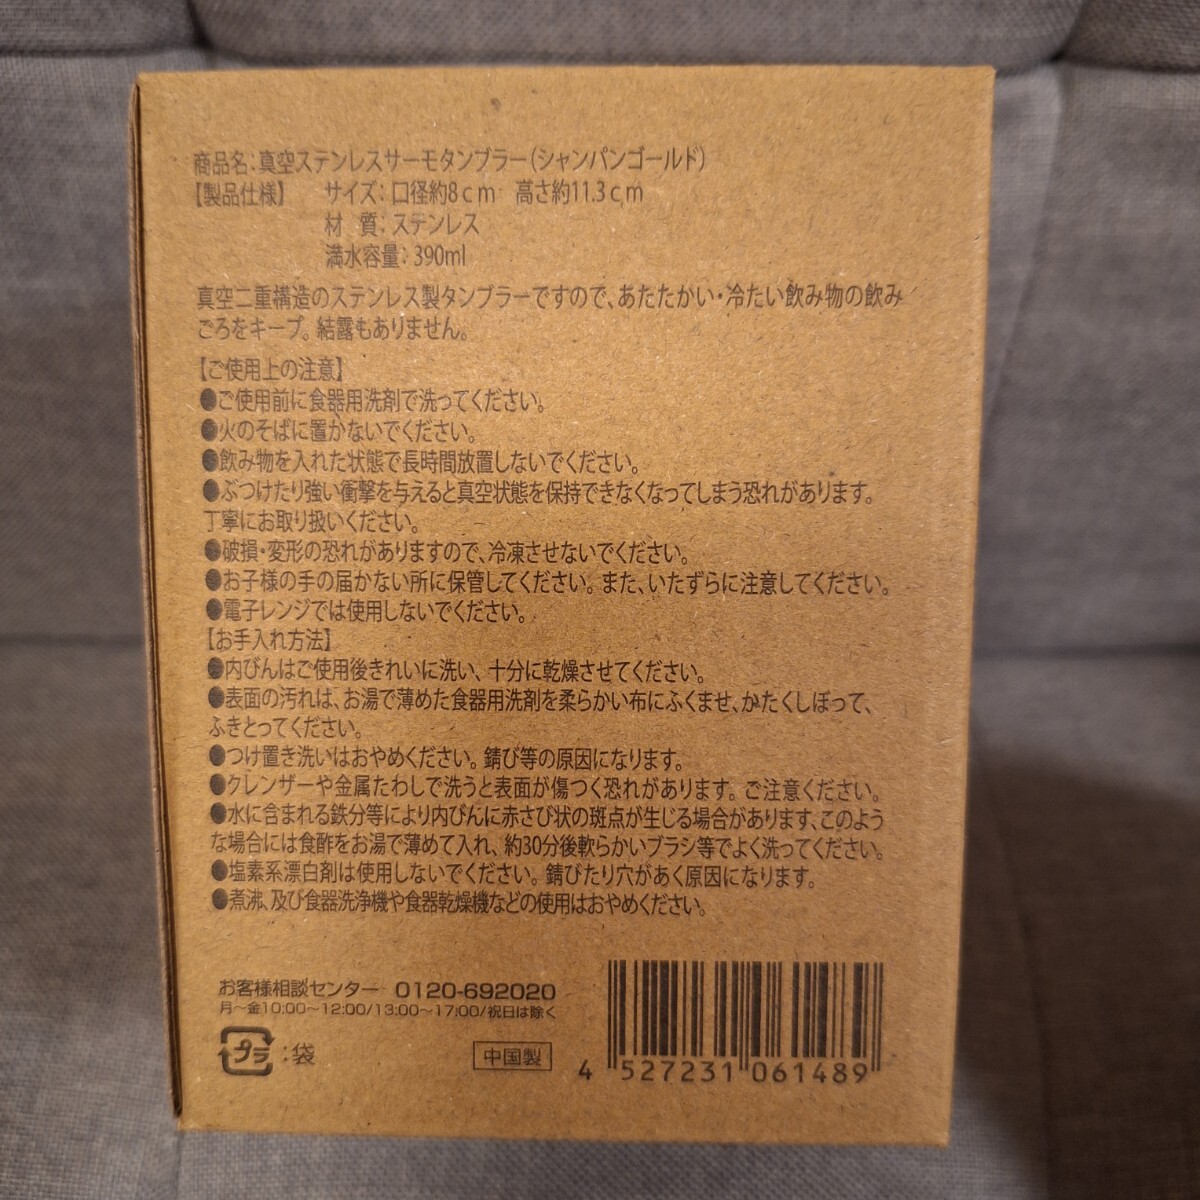 商品名：真空ステンレスサーモタンブラー（シャンパンゴールド）
【製品仕様】 サイズ：口径約8ｃｍ 高さ約11.3ｃｍ
材 質：ステンレス
満水容量：390ml
真空二重構造のステンレス製タンブラーですので、あたたかい・冷たい飲み物の飲み
ごろをキープ。結露もありません。
【ご使用上の注意】
●ご使用前に食器用洗剤で洗ってください。
●火のそばに置かないでください。
●飲み物を入れた状態で長時間放置しないでください。
●ぶつけたり強い衝撃を与えると真空状態を保持できなくなってしまう恐れがあります。
丁寧にお取り扱いください。
●破損・変形の恐れがありますので、冷凍させないでください。
●お子様の手の届かない所に保管してください。また、いたずらに注意してください。
●電子レンジでは使用しないでください。
【お手入れ方法】
●内びんはご使用後きれいに洗い、十分に乾燥させてください。
●表面の汚れは、お湯で薄めた食器用洗剤を柔らかい布にふくませ、かたくしぼって、
ふきとってください。
●つけ置き洗いはおやめください。錆び等の原因になります。
●クレンザーや金属たわしで洗うと表面が傷つく恐れがあります。ご注意ください。
●水に含まれる鉄分等により内びんに赤さび状の斑点が生じる場合があります、このよう
な場合には食酢をお湯で薄めて入れ、約30分後軟らかいブラシ等でよく洗ってください。
●塩素系漂白剤は使用しないでください。錆びたり穴があく原因になります。
●煮沸、及び食器洗浄機や食器乾燥機などの使用はおやめください。
お客様相談センター 0120-692020
月～金10:00～12:00/13:00～17:00/祝日は除く
プラ：袋
中国製
4 527231 061489